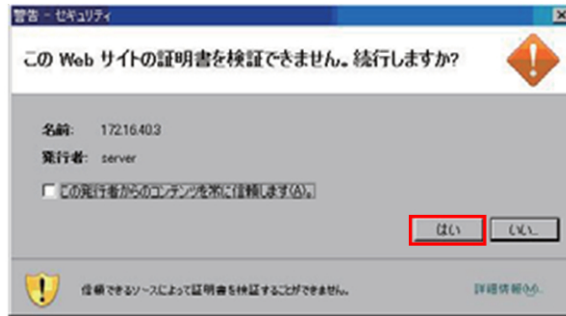 警告 - セキュリティ
この Web サイトの証明書を検証できません。続行しますか?
名前: 172.16.40.3
発行者: server
この発行者からのコンテンツを常に信頼します(A)。
はい いい...
信頼できるソースによって証明書を検証することができません。 詳細情報(M)...